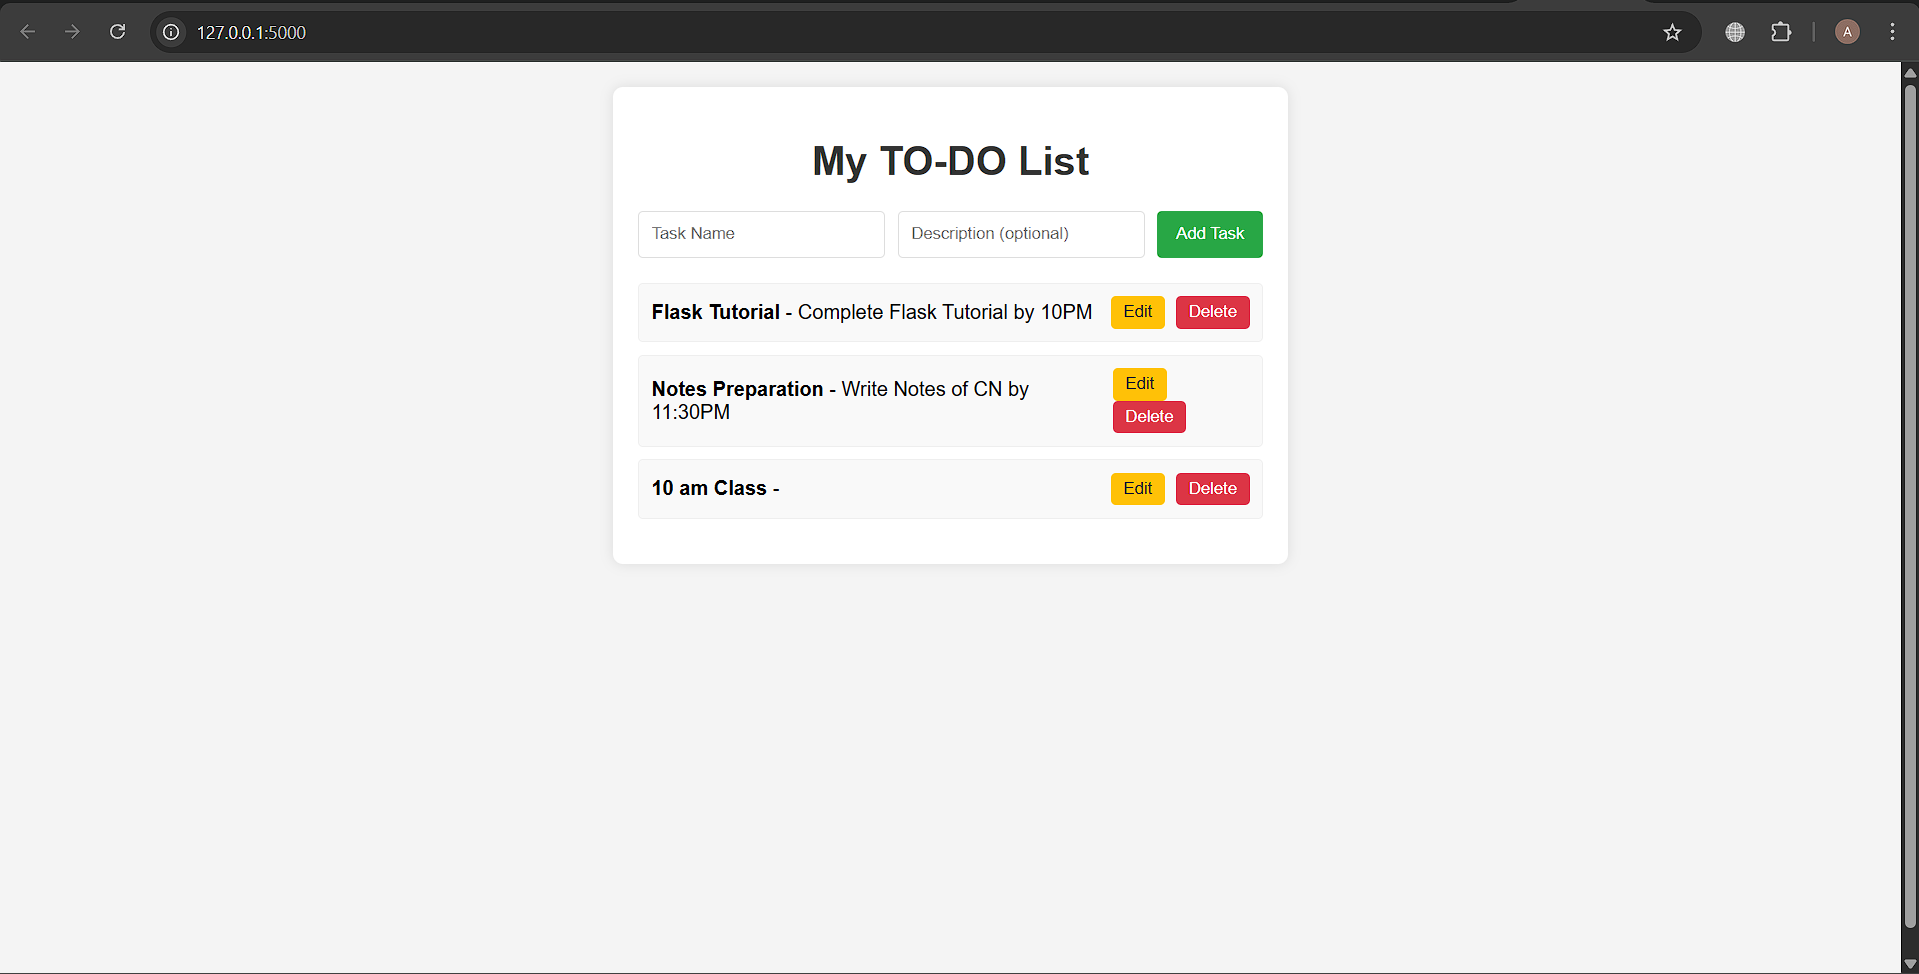 127.0.0.1:5000
A
My TO-DO List
Task Name
Description (optional)
Add Task
Flask Tutorial - Complete Flask Tutorial by 10PM
Edit
Delete
Notes Preparation - Write Notes of CN by
11:30PM
Edit
Delete
10 am Class -
Edit
Delete